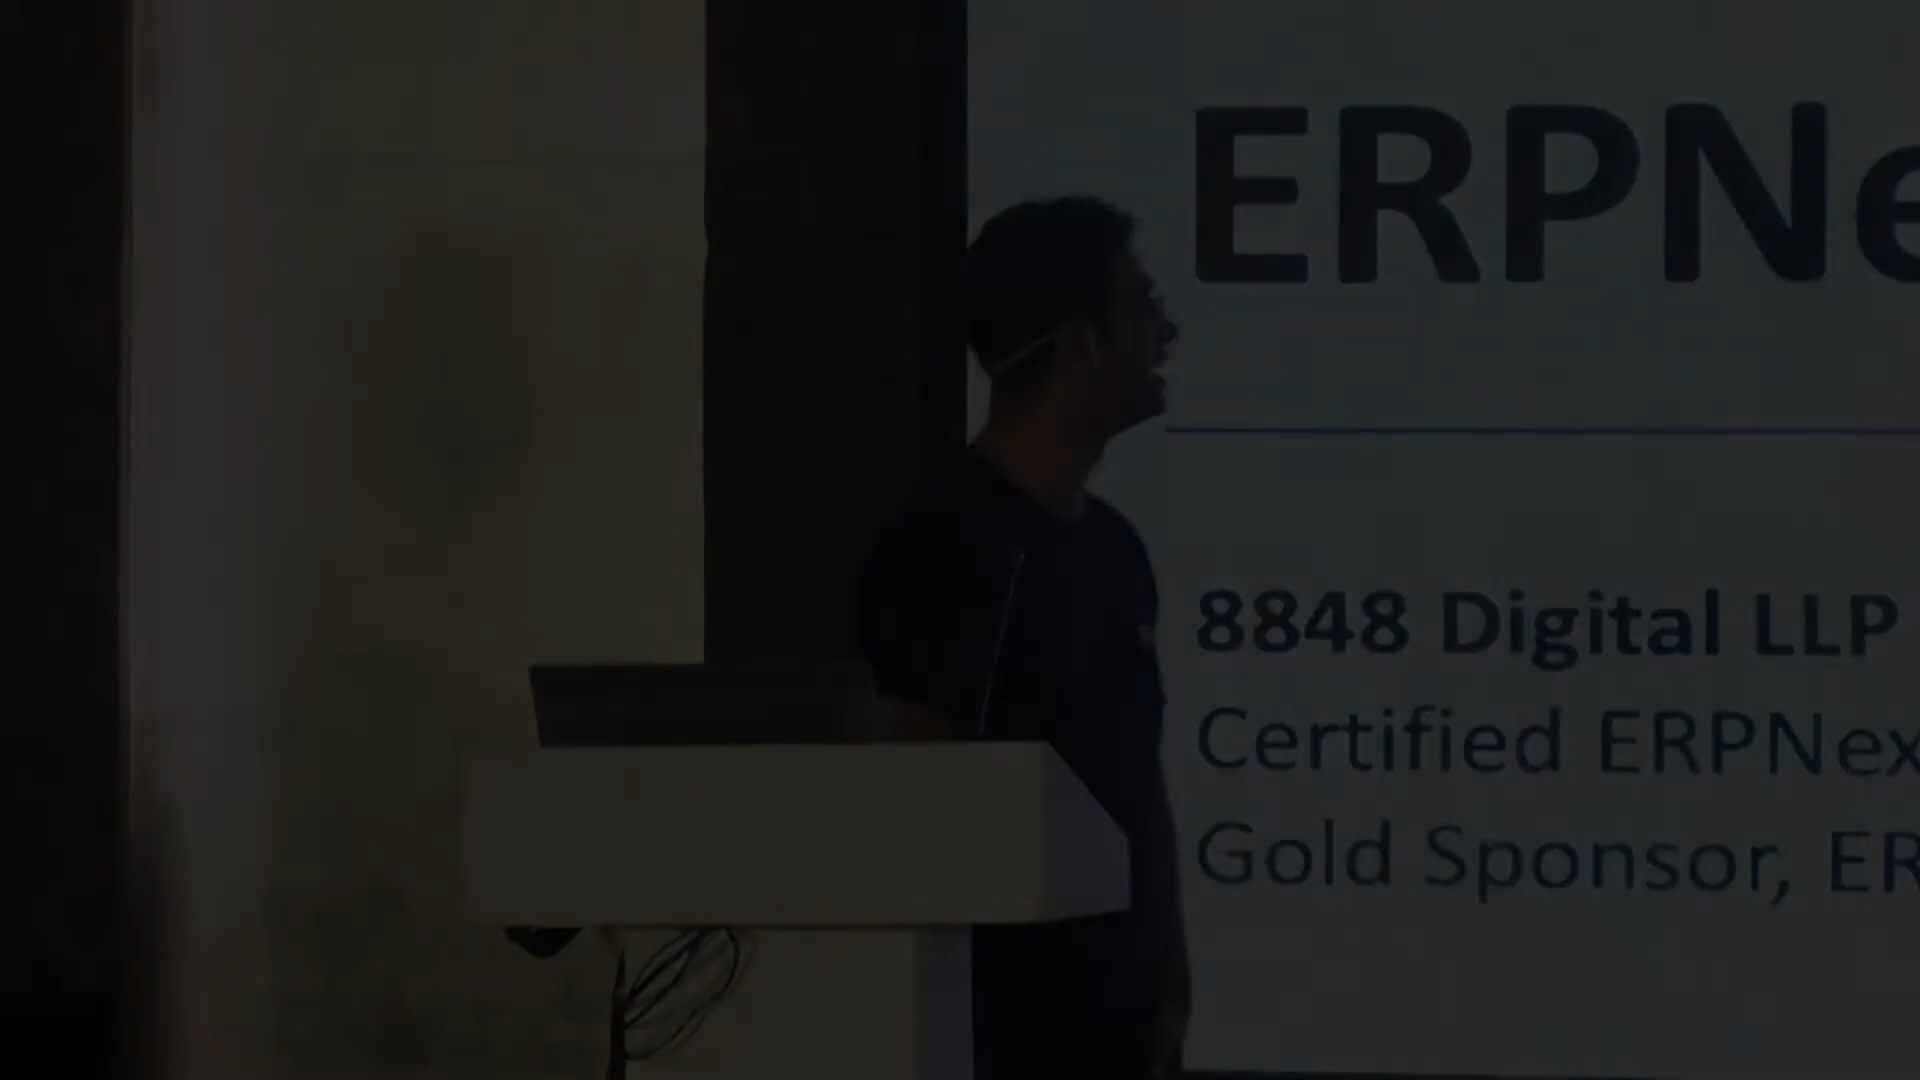 ERPNe
8848 Digital LLP
Certified ERPNex
Gold Sponsor, ER